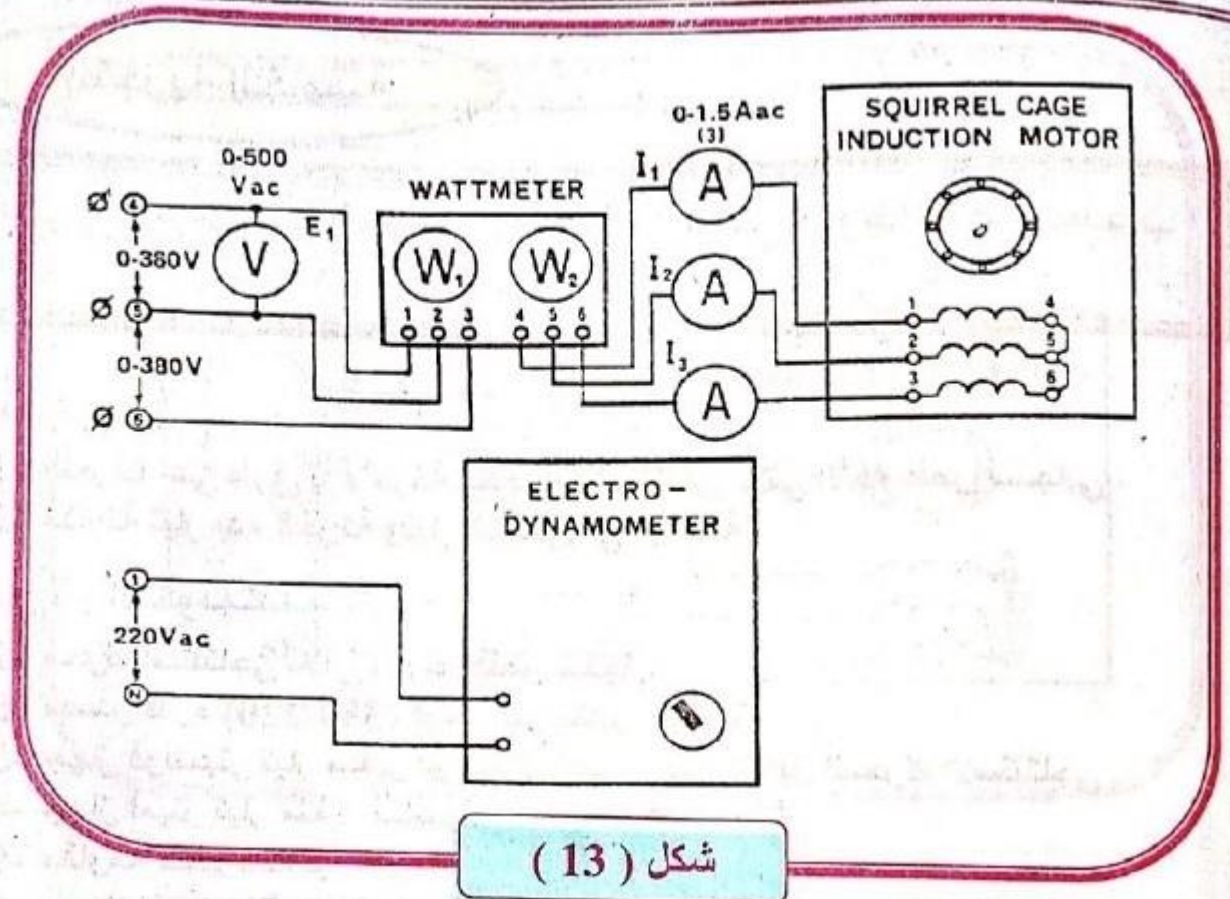 0-500
Vac
Ø 4
0-380V
Ø 5
0-380V
Ø 6
E₁
V
WATTMETER
W₁ W₂
1 2 3 4 5 6
0-1.5Aac
(3)
I₁ A
I₂ A
I₃ A
SQUIRREL CAGE
INDUCTION MOTOR
1 4
2 5
3 6
ELECTRO-
DYNAMOMETER
1
220Vac
N
شكل ( 13 )